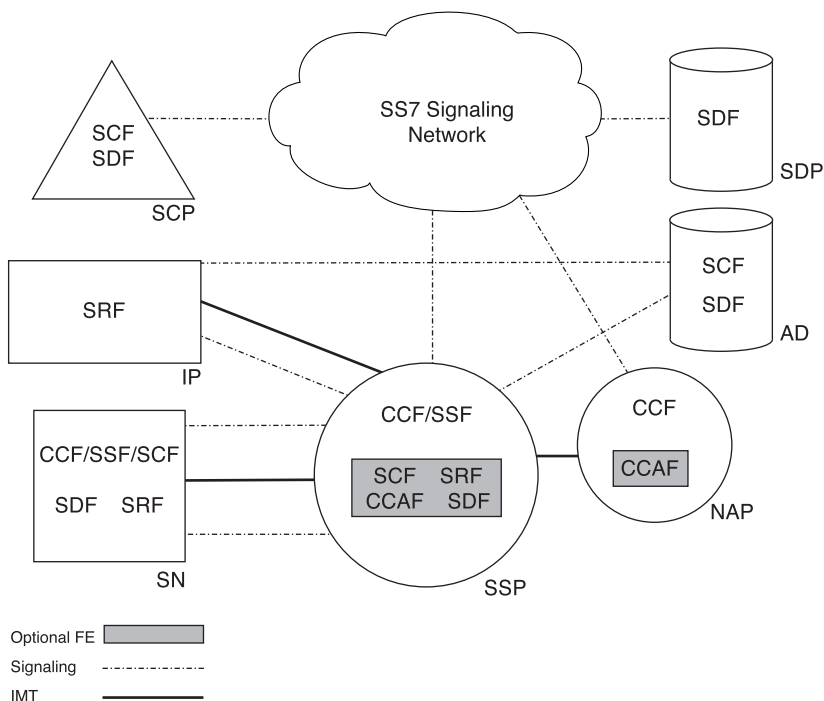 SS7 Signaling
Network
SCF
SDF
SCP
SDF
SDP
SCF
SDF
AD
SRF
IP
CCF/SSF
SCF SRF
CCAF SDF
SSP
CCF
CCAF
NAP
CCF/SSF/SCF
SDF SRF
SN
Optional FE
Signaling
IMT